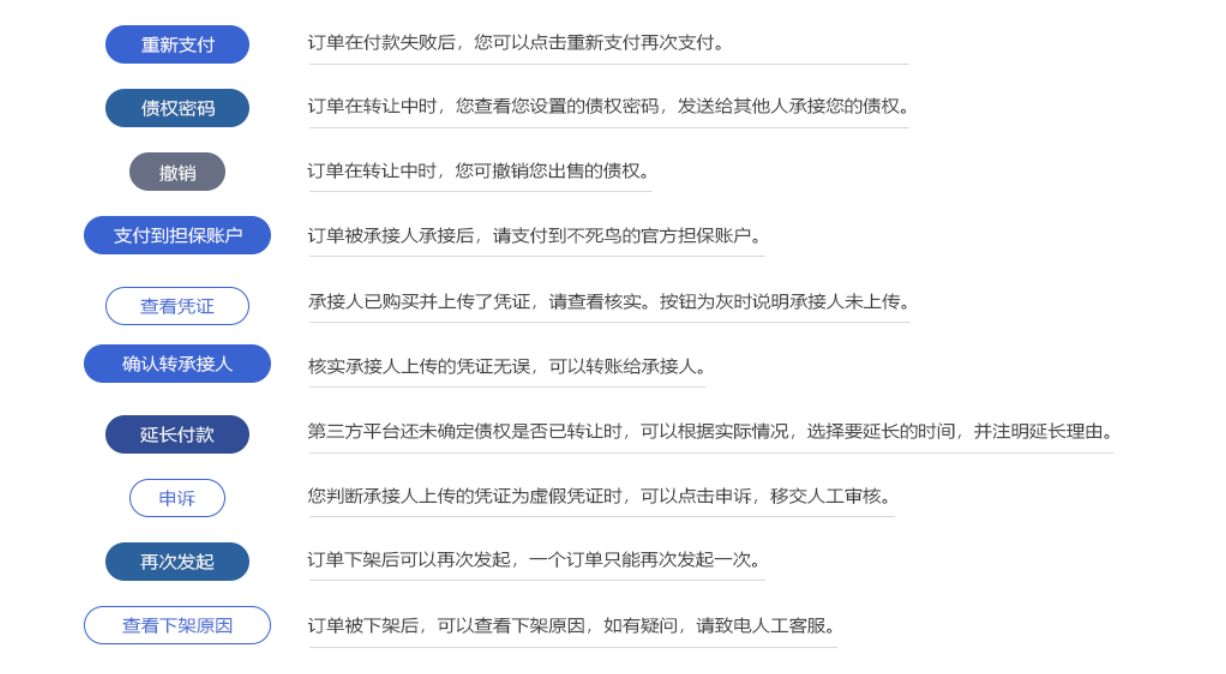 重新支付
订单在付款失败后，您可以点击重新支付再次支付。
债权密码
订单在转让中时，您查看您设置的债权密码，发送给其他人承接您的债权。
撤销
订单在转让中时，您可撤销您出售的债权。
支付到担保账户
订单被承接人承接后，请支付到不死鸟的官方担保账户。
查看凭证
承接人已购买并上传了凭证，请查看核实。按钮为灰时说明承接人未上传。
确认转承接人
核实承接人上传的凭证无误，可以转账给承接人。
延长付款
第三方平台还未确定债权是否已转让时，可以根据实际情况，选择要延长的时间，并注明延长理由。
申诉
您判断承接人上传的凭证为虚假凭证时，可以点击申诉，移交人工审核。
再次发起
订单下架后可以再次发起，一个订单只能再次发起一次。
查看下架原因
订单被下架后，可以查看下架原因，如有疑问，请致电人工客服。